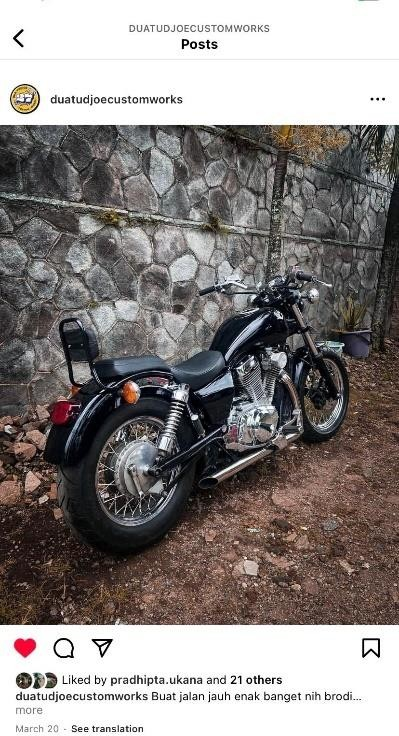 DUATUDJOECUSTOMWORKS
Posts
duatudjoecustomworks
Liked by pradhipta.ukana and 21 others
duatudjoecustomworks Buat jalan jauh enak banget nih brodi...
more
March 20 · See translation